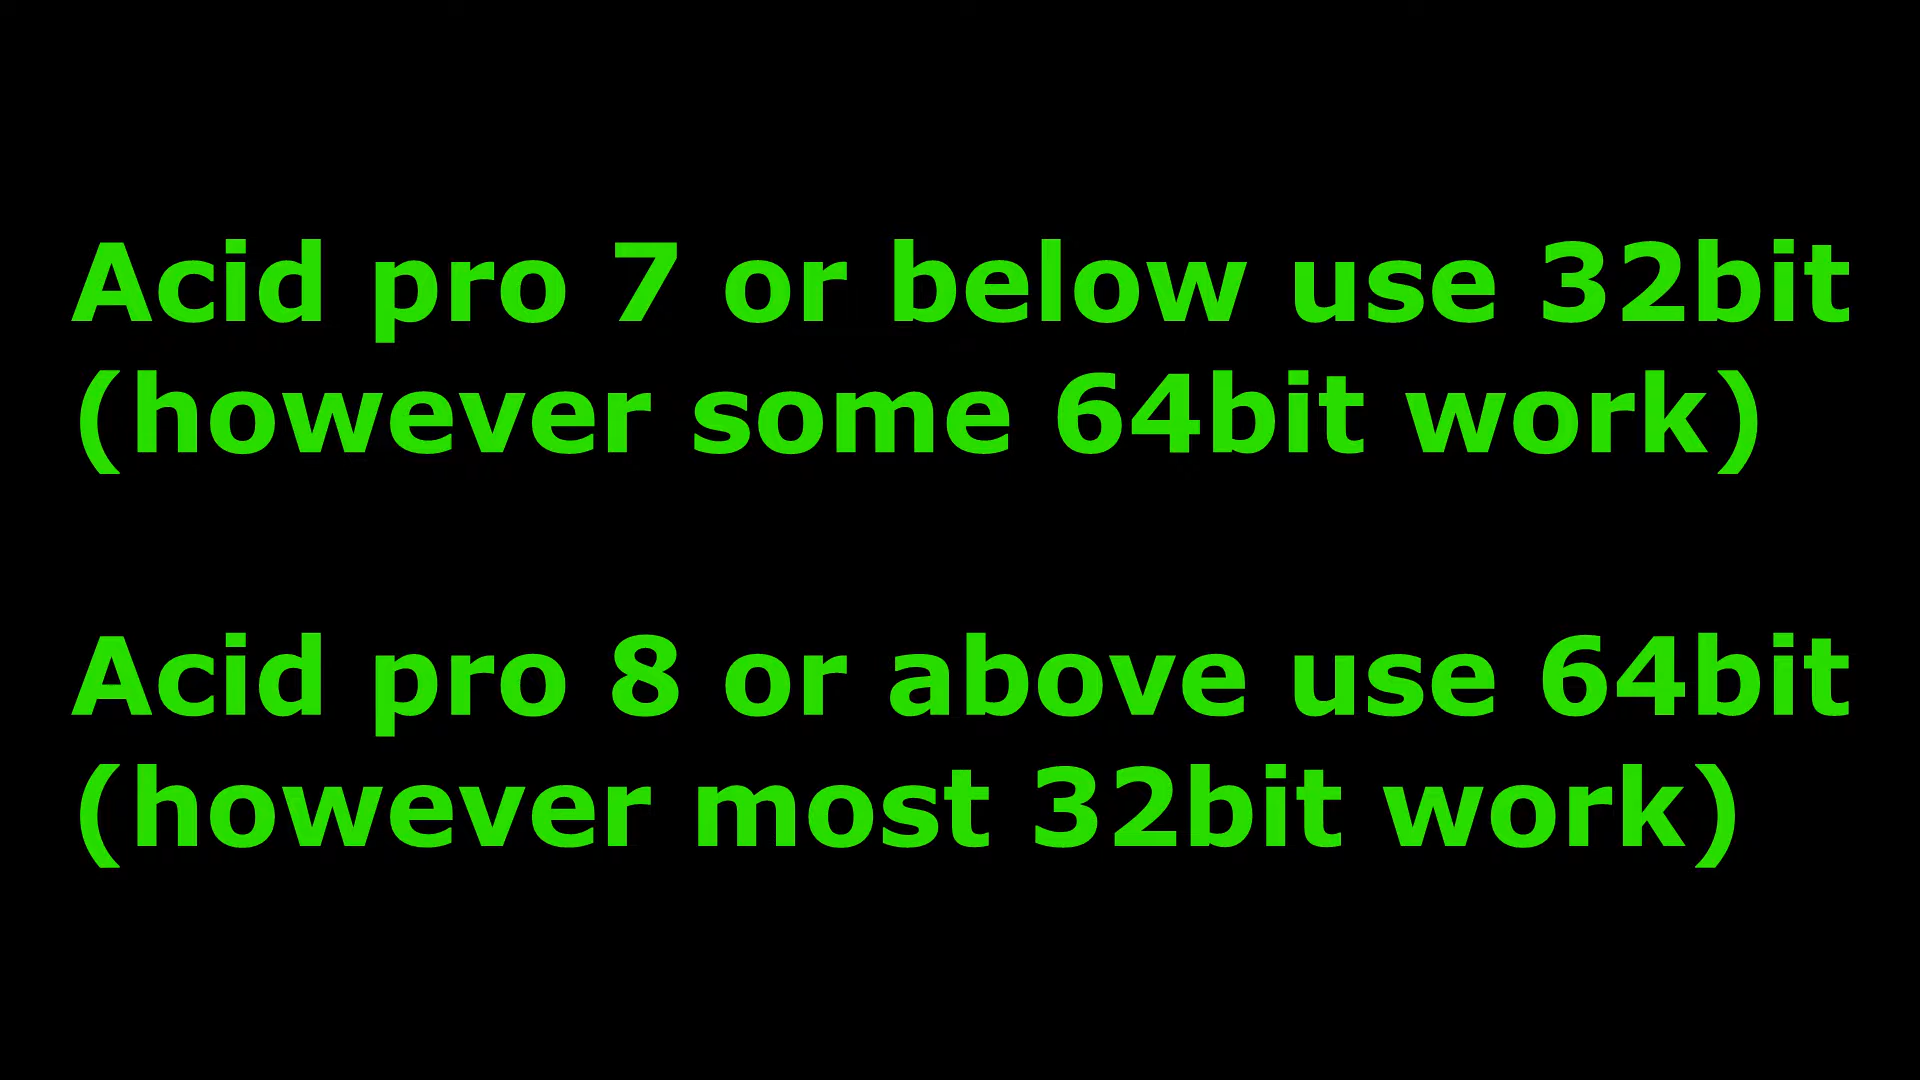 Acid pro 7 or below use 32bit
(however some 64bit work)
Acid pro 8 or above use 64bit
(however most 32bit work)